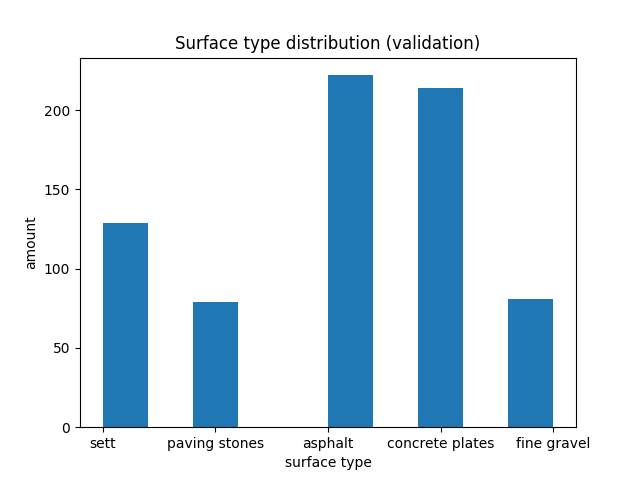 Surface type distribution (validation)
200
150
100
50
0
amount
sett paving stones asphalt concrete plates fine gravel
surface type